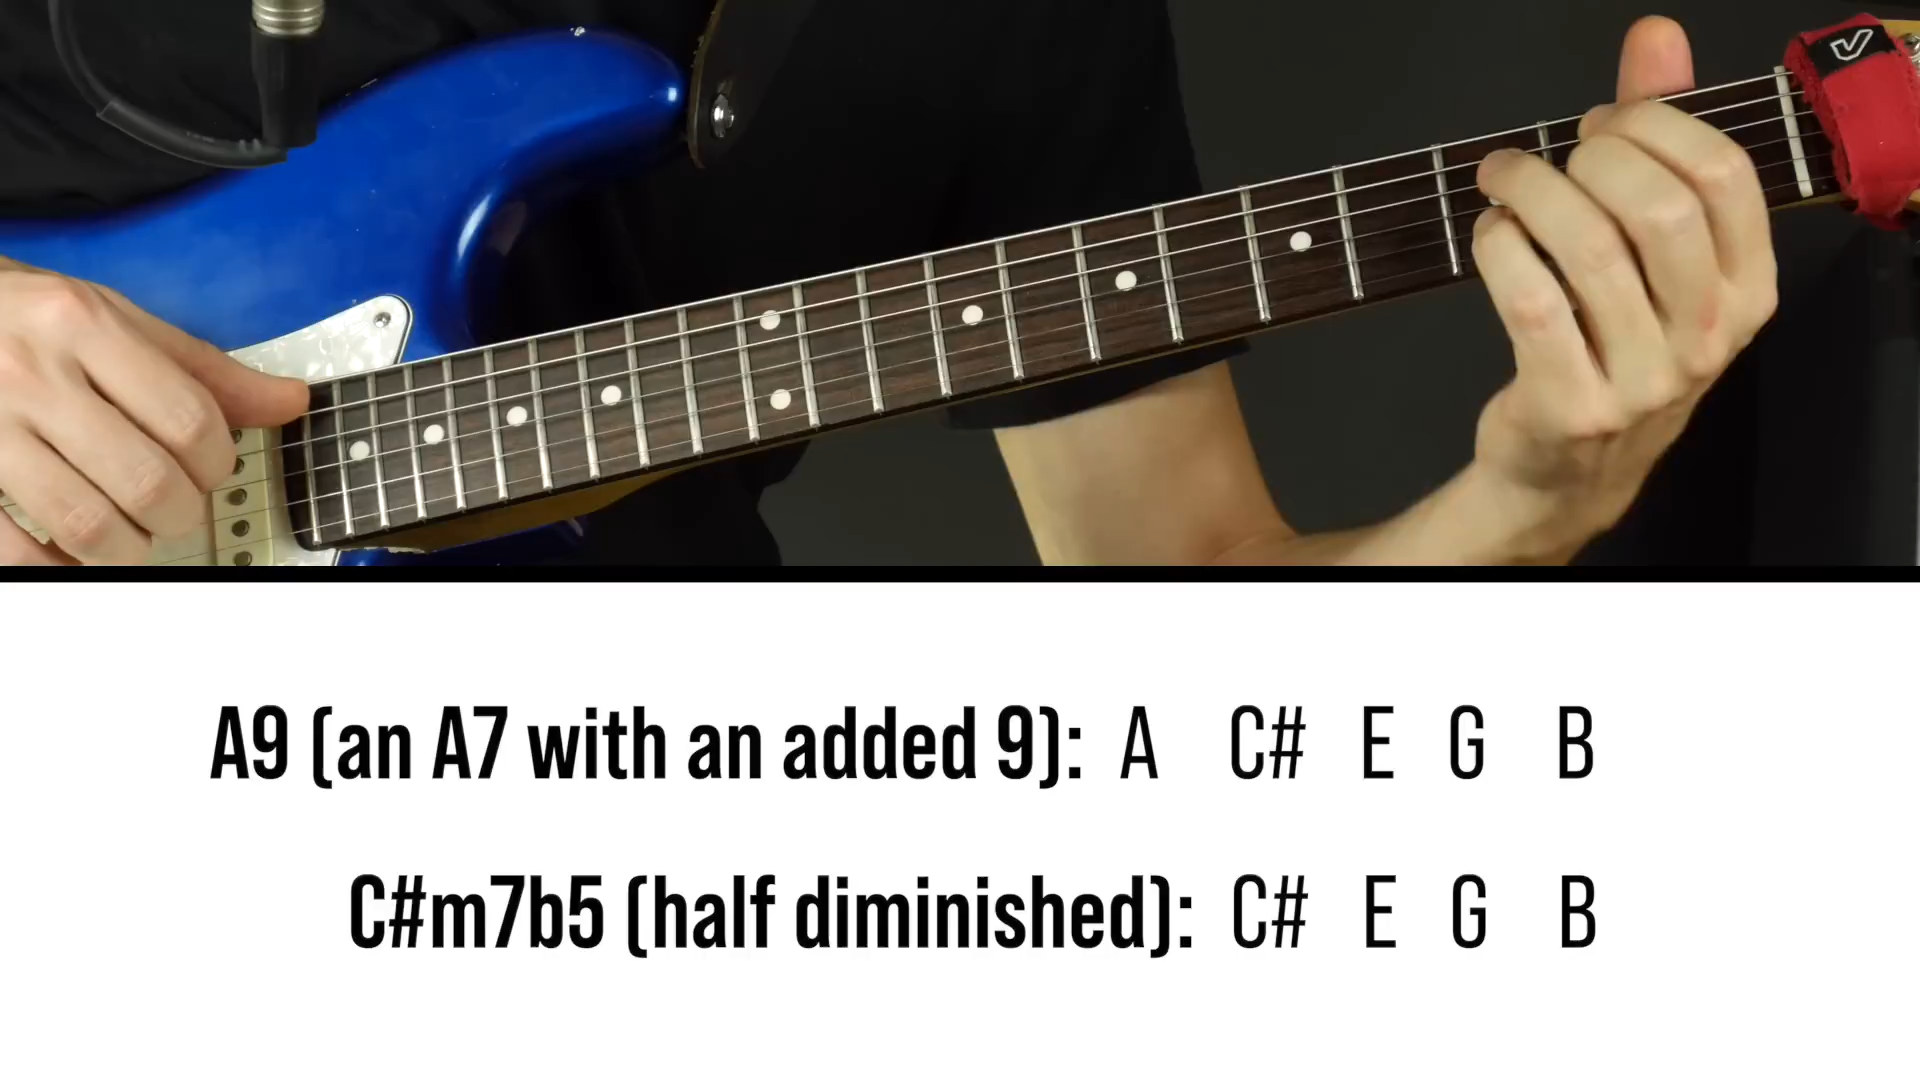 A9 (an A7 with an added 9): A C# E G B
C#m7b5 (half diminished): C# E G B